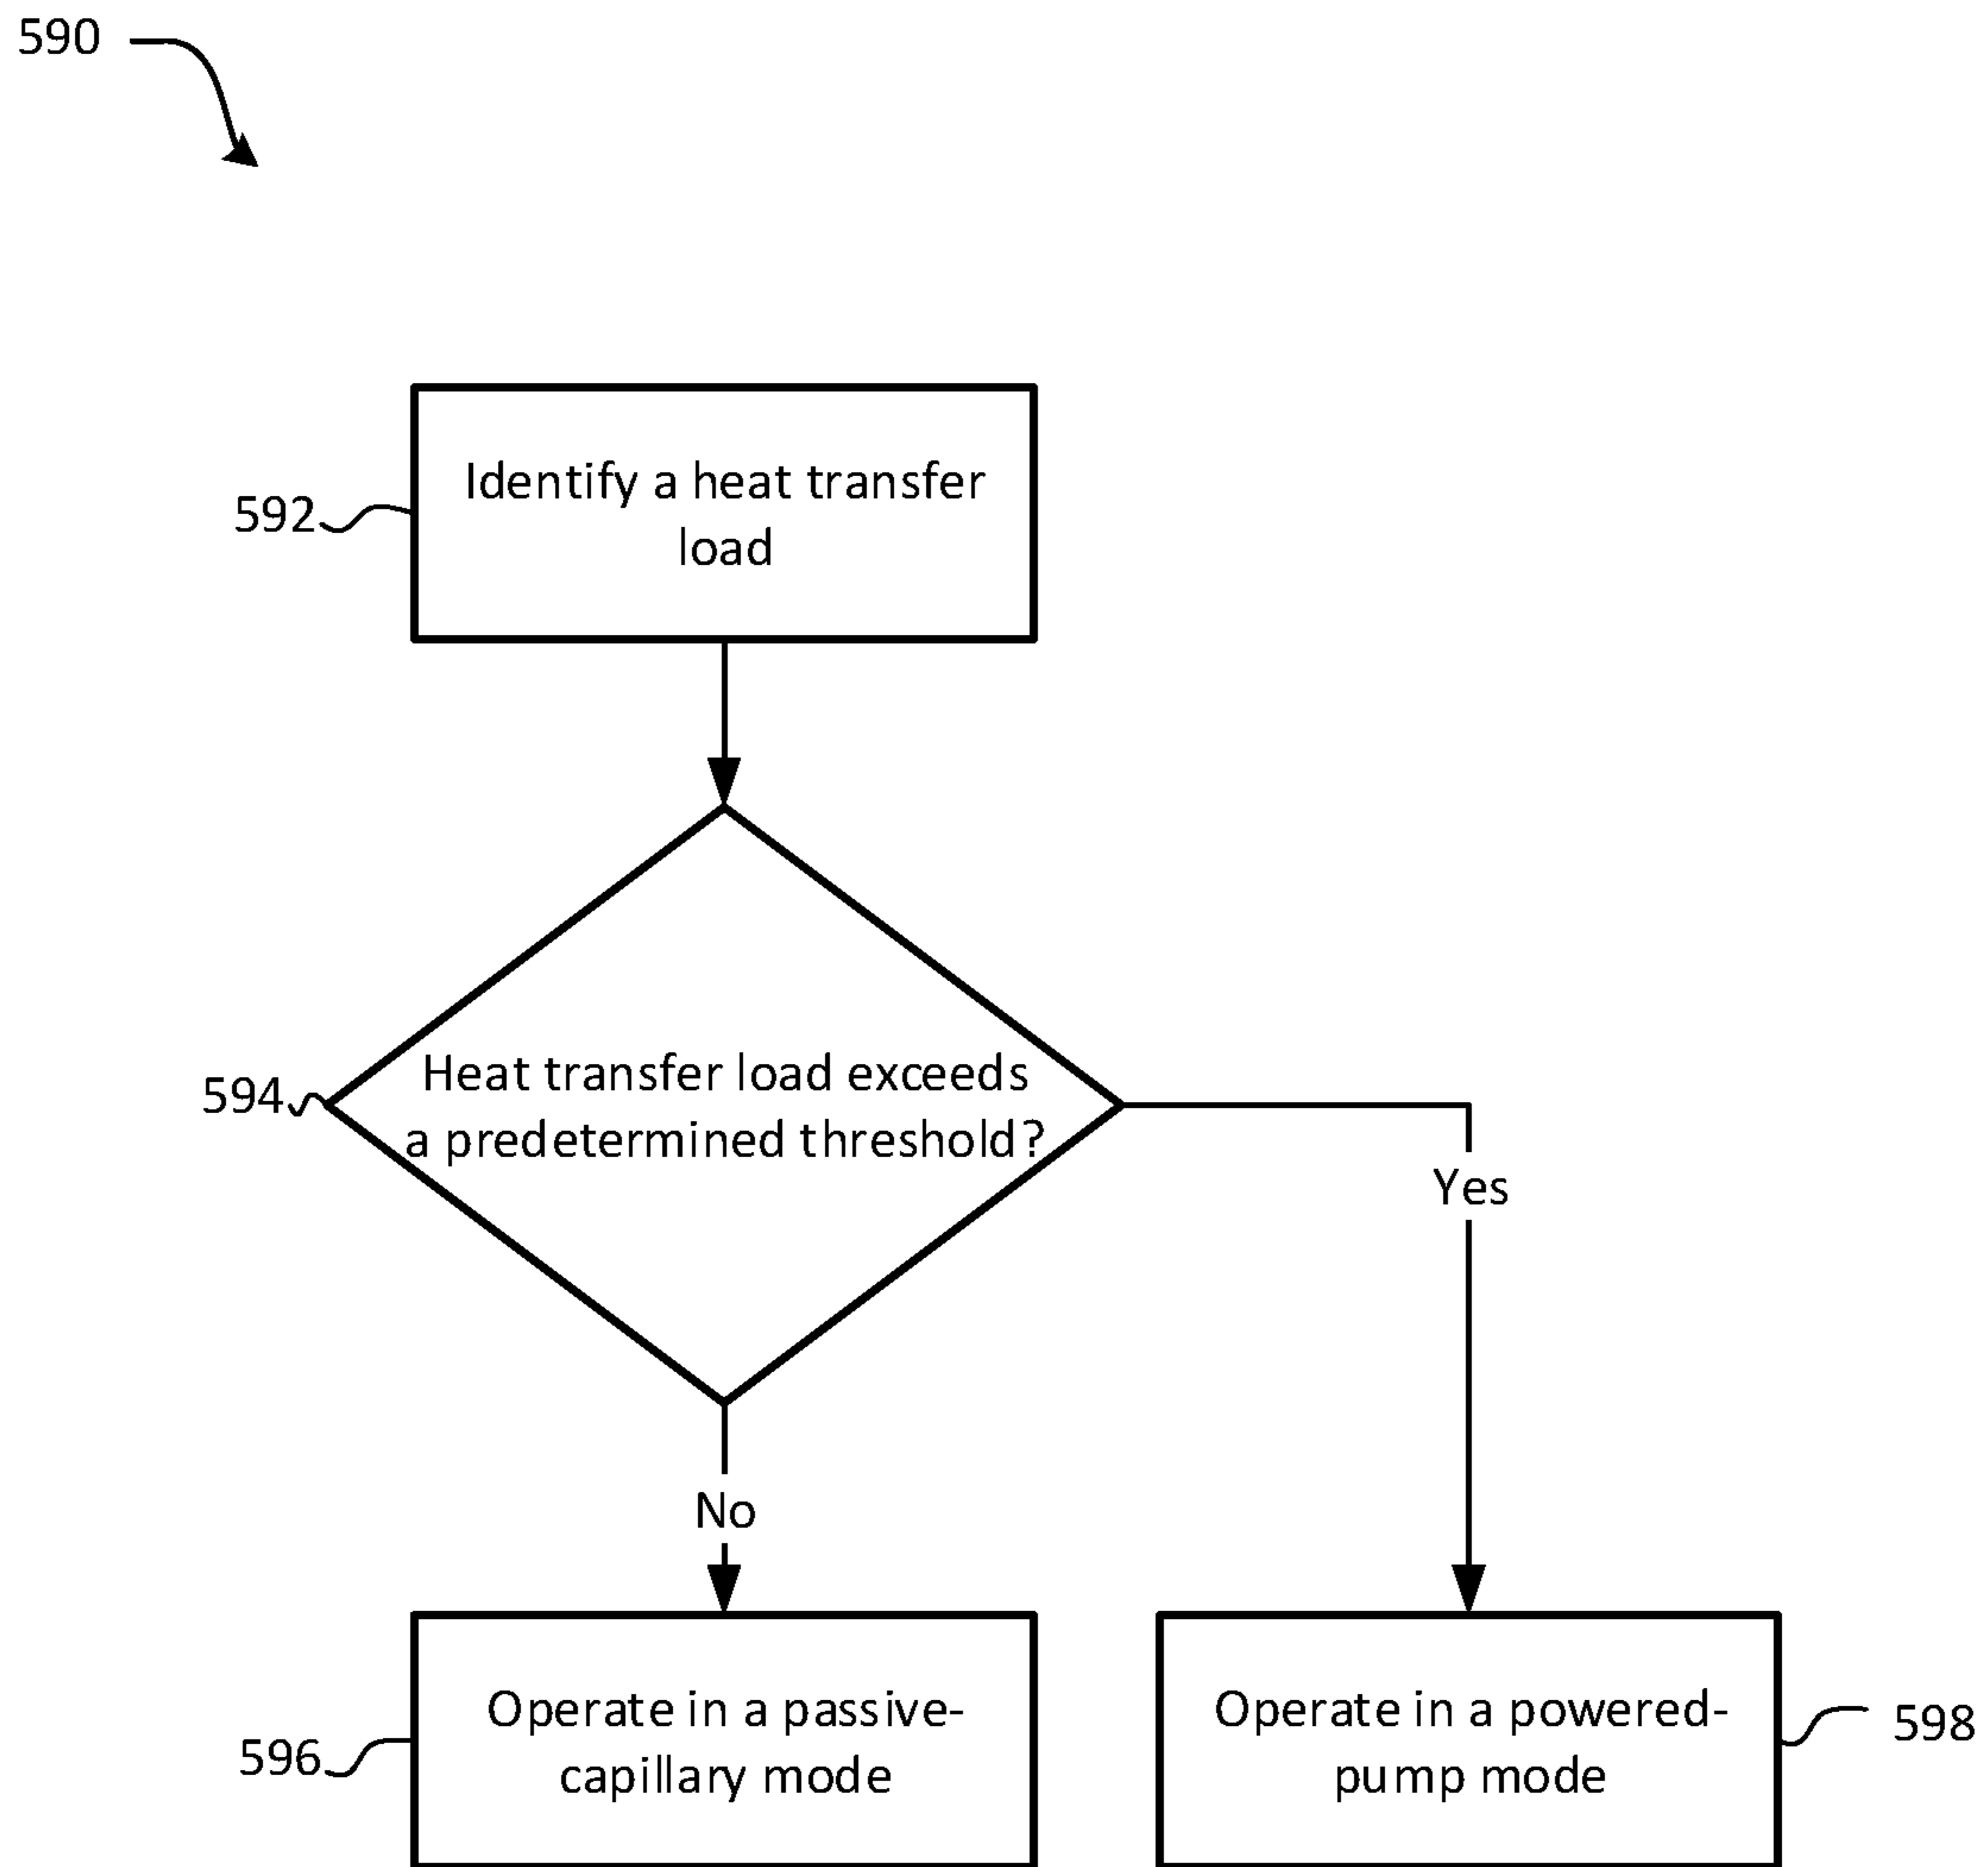 590
Identify a heat transfer
load
592
Heat transfer load exceeds
a predetermined threshold?
594
Yes
No
Operate in a passive-
capillary mode
596
Operate in a powered-
pump mode
598